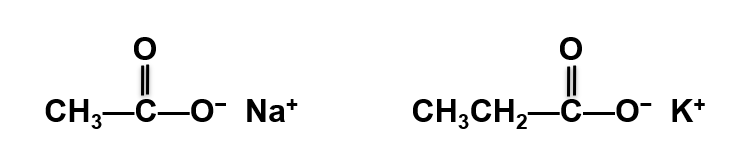 O O
CH₃—C—O⁻ Na⁺ CH₃CH₂—C—O⁻ K⁺